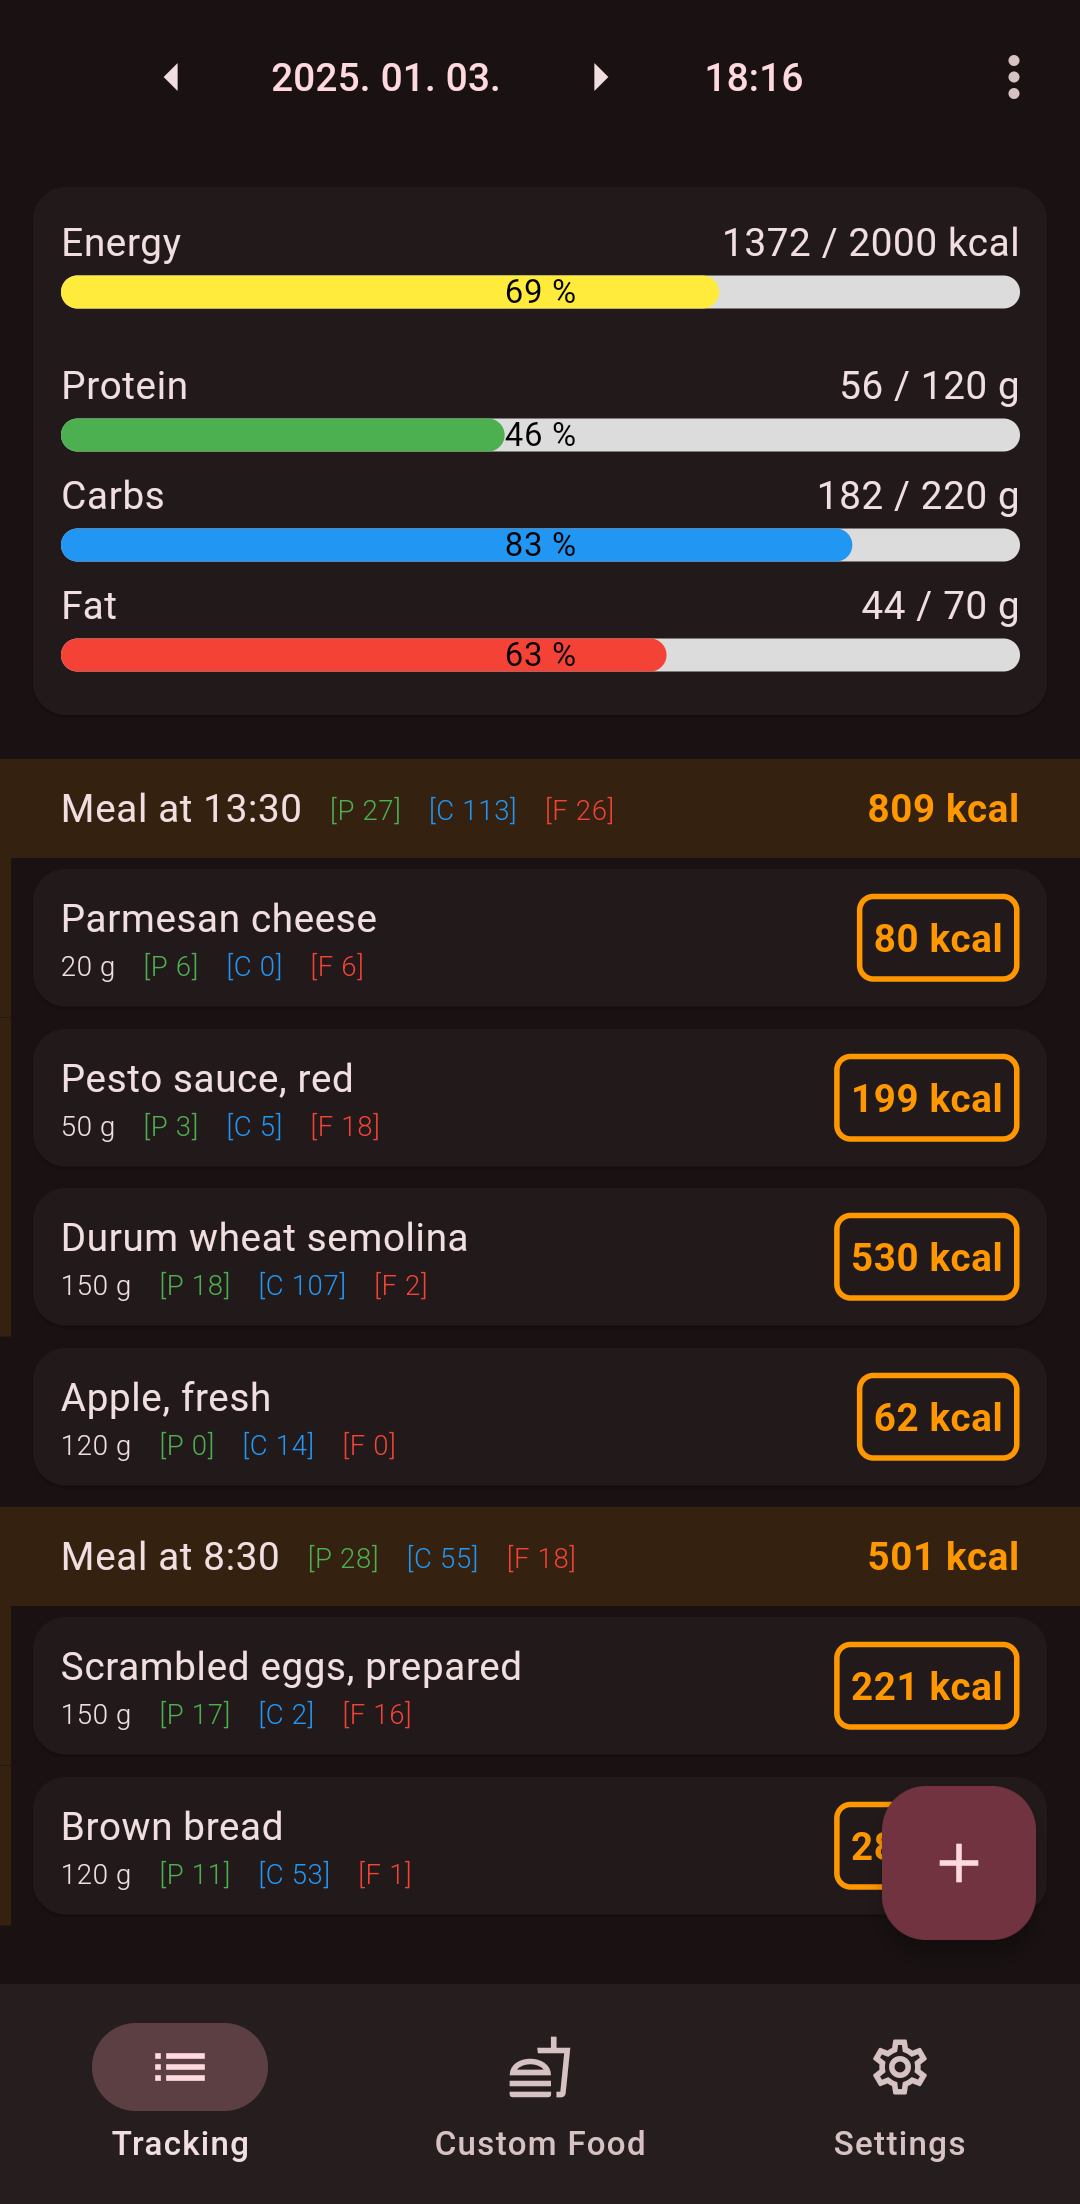 2025. 01. 03. 18:16
Energy 1372 / 2000 kcal
69 %
Protein 56 / 120 g
46 %
Carbs 182 / 220 g
83 %
Fat 44 / 70 g
63 %
Meal at 13:30 [P 27] [C 113] [F 26] 809 kcal
Parmesan cheese
20 g [P 6] [C 0] [F 6]
80 kcal
Pesto sauce, red
50 g [P 3] [C 5] [F 18]
199 kcal
Durum wheat semolina
150 g [P 18] [C 107] [F 2]
530 kcal
Apple, fresh
120 g [P 0] [C 14] [F 0]
62 kcal
Meal at 8:30 [P 28] [C 55] [F 18] 501 kcal
Scrambled eggs, prepared
150 g [P 17] [C 2] [F 16]
221 kcal
Brown bread
120 g [P 11] [C 53] [F 1]
Tracking Custom Food Settings